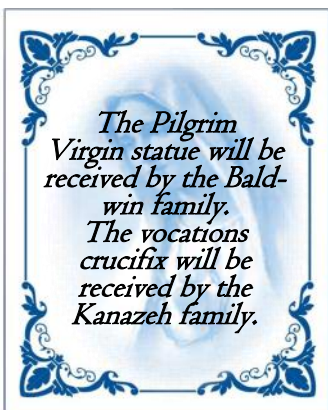 The Pilgrim
Virgin statue will be
received by the Bald-
win family.
The vocations
crucifix will be
received by the
Kanazeh family.